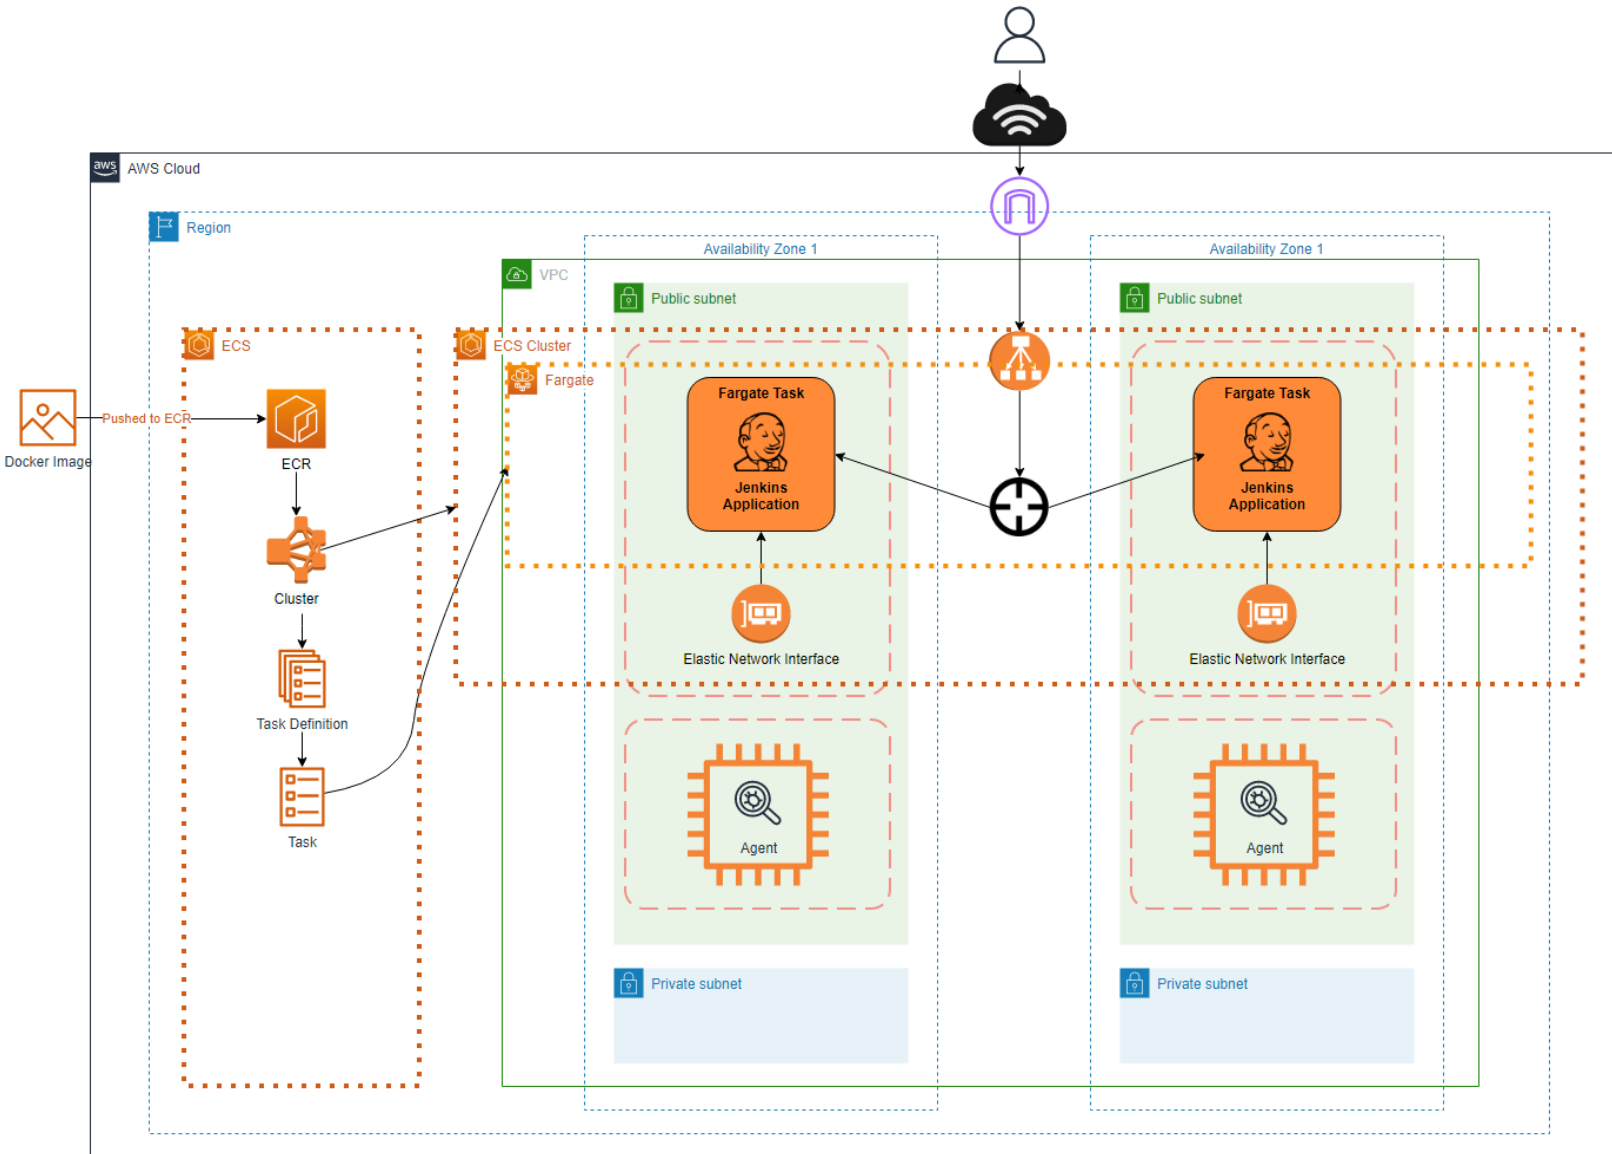 aws
AWS Cloud
Region
Availability Zone 1
Availability Zone 1
VPC
Public subnet
Public subnet
ECS
ECS Cluster
Fargate
Fargate Task
Jenkins
Application
Fargate Task
Jenkins
Application
Pushed to ECR
Docker Image
ECR
Cluster
Task Definition
Task
Elastic Network Interface
Elastic Network Interface
Agent
Agent
Private subnet
Private subnet